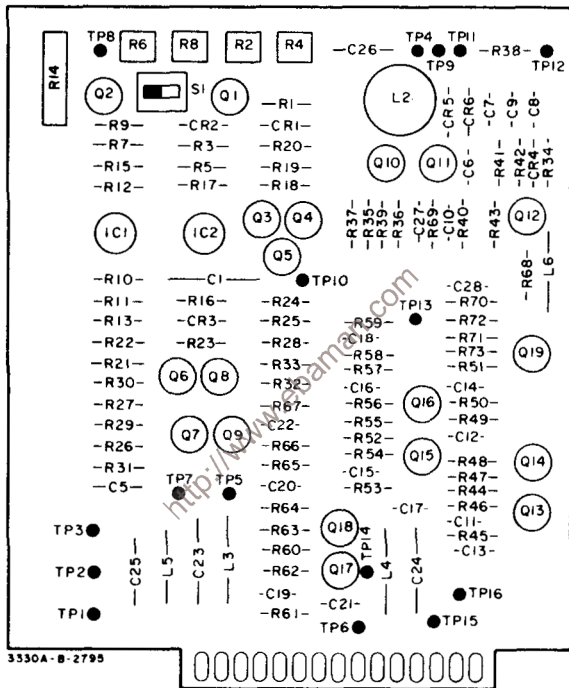 TP8 R6 R8 R2 R4 -C26- TP4 TP11 -R38- TP12
TP9
R14
Q2 S1 Q1 L2
-R1- -CR5- -CR6- -C7- -C9- -C8-
-R9- -CR2- -CR1-
-R7- -R3- -R20-
-R15- -R5- -R19- Q10 Q11 -C6- -R41- -R42- -CR4- -R34-
-R12- -R17- -R18-
IC1 IC2 Q3 Q4 -R37- -R35- -R39- -R36- -C27- -R69- -C10- -R40- -R43- Q12
Q5 -R68- L6
-R10- C1 TP10 -C28-
-R11- -R16- -R24- TP13 -R70-
-R13- -CR3- -R25- -R59- -R72-
-R22- -R23- -R28- -C18- -R71-
-R21- -R33- -R58- -R73- Q19
-R30- Q6 Q8 -R32- -R57- -R51-
-R27- -R67- -C16- -C14-
-R29- -C22- -R56- Q16 -R50-
-R26- Q7 Q9 -R66- -R55- -R49-
-R31- -R65- -R52- -C12-
-C5- TP7 TP5 -C20- -R54- Q15 -R48- Q14
-C15- -R47-
-R64- -R53- -R44-
TP3 -R63- Q18 TP14 -C17- -R46- Q13
-C11-
-R60- -R45-
TP2 C25 L5 C23 L3 -R62- Q17 L4 C24 -C13-
-C19- TP16
TP1 -R61- -C21-
TP6 TP15
3330A-B-2795
http://www.ebaman.com